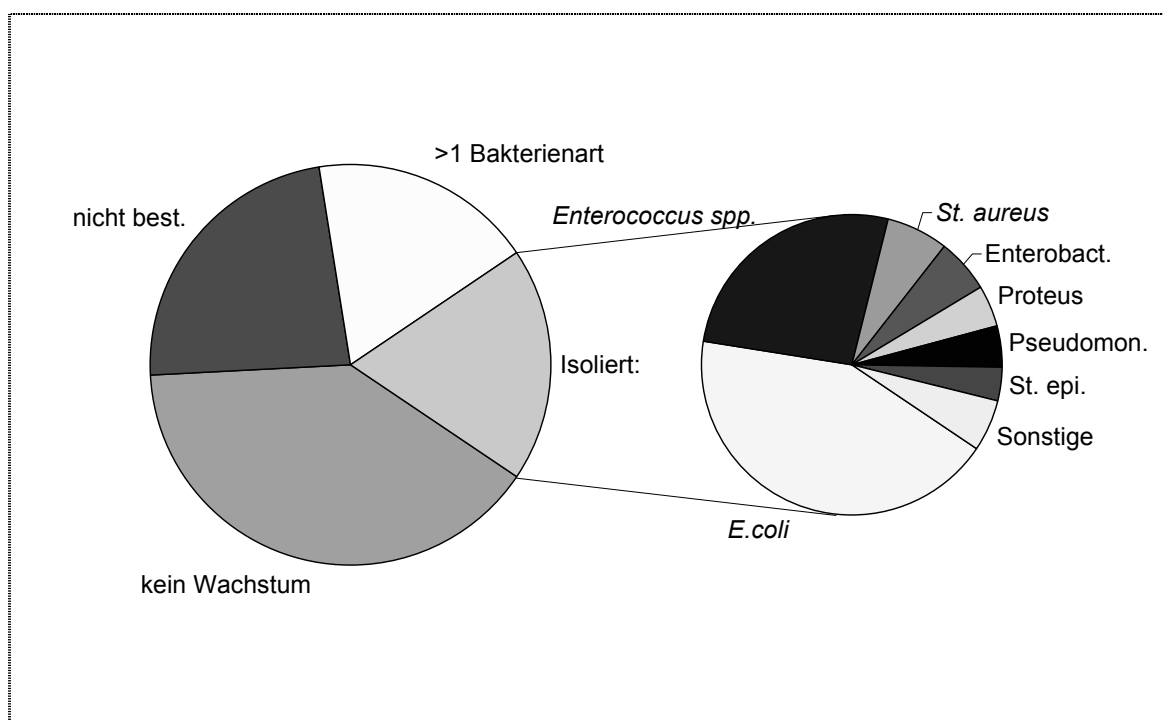 >1 Bakterienart
nicht best.
Enterococcus spp.
St. aureus
Enterobact.
Proteus
Pseudomon.
Isoliert:
St. epi.
Sonstige
E.coli
kein Wachstum